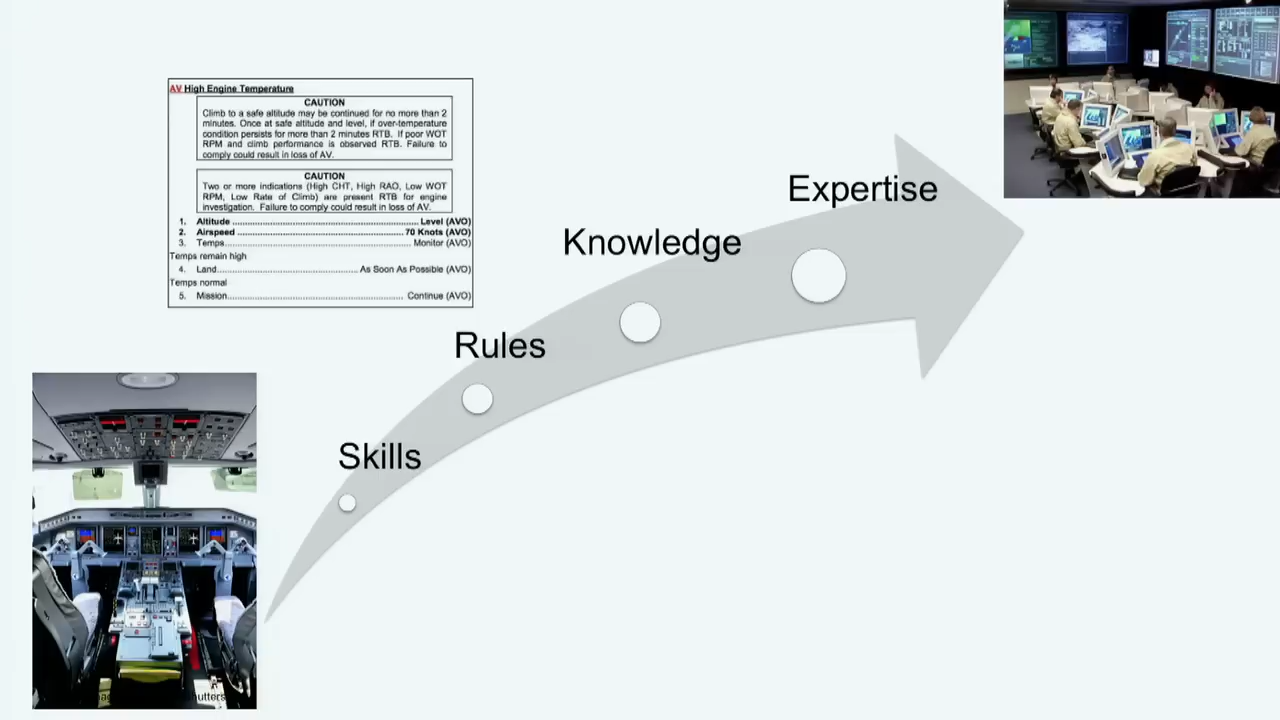 AV High Engine Temperature
CAUTION
Climb to a safe altitude may be continued for no more than 2
minutes. Once at safe altitude and level, if over-temperature
condition persists for more than 2 minutes RTB. If poor WOT
RPM and climb performance is observed RTB. Failure to
comply could result in loss of AV.
CAUTION
Two or more indications (High CHT, High RAO, Low WOT
RPM, Low Rate of Climb) are present RTB for engine
investigation. Failure to comply could result in loss of AV.
1. Altitude ........................................ Level (AVO)
2. Airspeed ........................................ 70 Knots (AVO)
3. Temps........................................ Monitor (AVO)
Temps remain high
4. Land........................................ As Soon As Possible (AVO)
Temps normal
5. Mission........................................ Continue (AVO)
Expertise
Knowledge
Rules
Skills